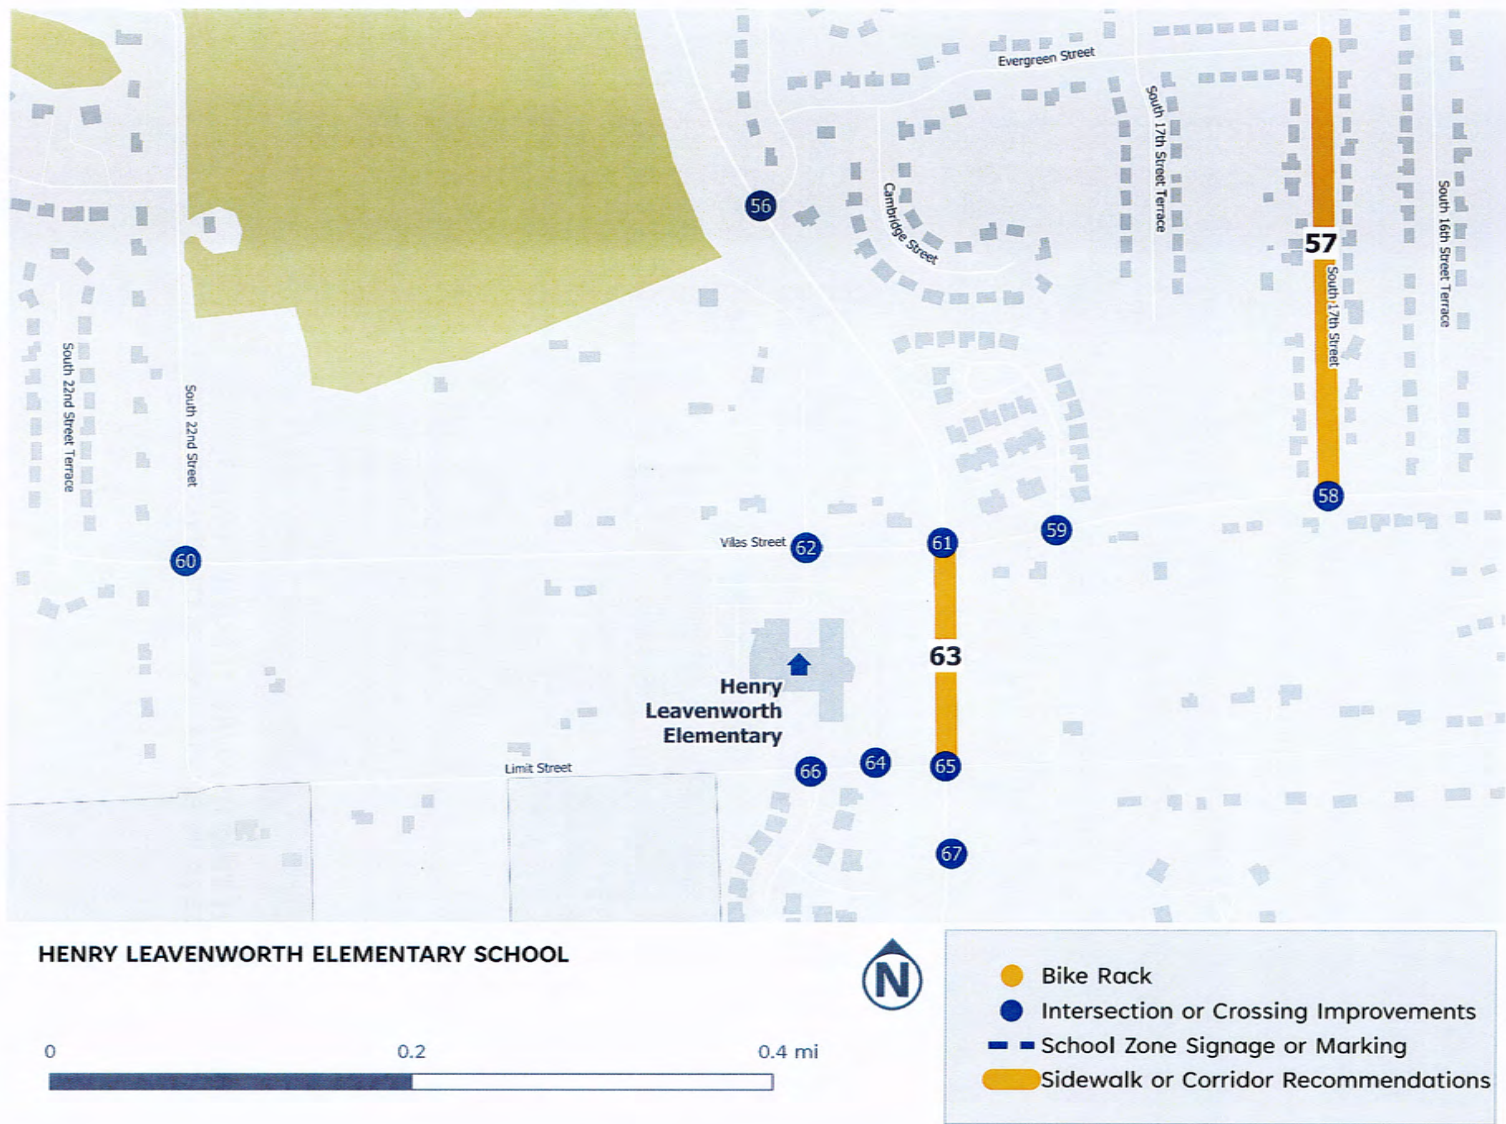 Evergreen Street
South 17th Street Terrace
56
Cambridge Street
South 16th Street Terrace
57
South 17th Street
South 22nd Street Terrace
South 22nd Street
58
59
60
Vilas Street
62
61
63
Henry
Leavenworth
Elementary
Limit Street
66
64
65
67
HENRY LEAVENWORTH ELEMENTARY SCHOOL
N
0
0.2
0.4 mi
Bike Rack
Intersection or Crossing Improvements
School Zone Signage or Marking
Sidewalk or Corridor Recommendations